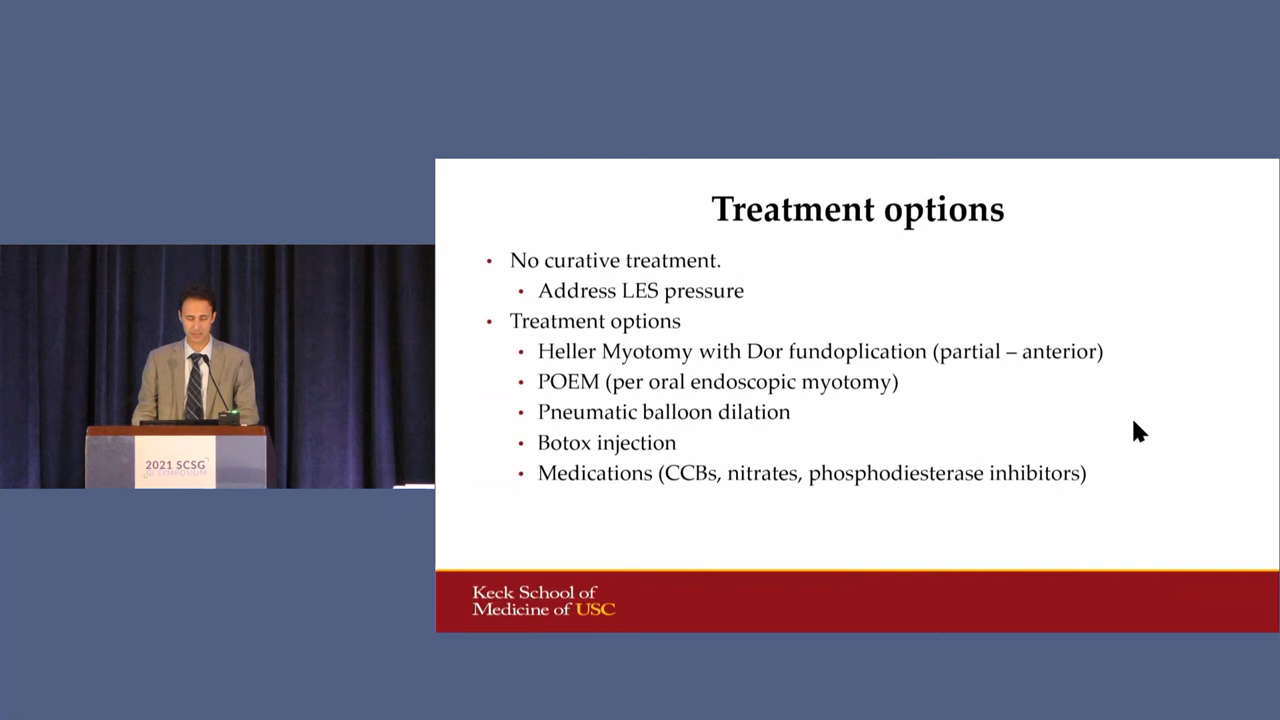 Treatment options
• No curative treatment.
• Address LES pressure
• Treatment options
• Heller Myotomy with Dor fundoplication (partial – anterior)
• POEM (per oral endoscopic myotomy)
• Pneumatic balloon dilation
• Botox injection
• Medications (CCBs, nitrates, phosphodiesterase inhibitors)
2021 SCSG
GI SYMPOSIUM
Keck School of
Medicine of USC